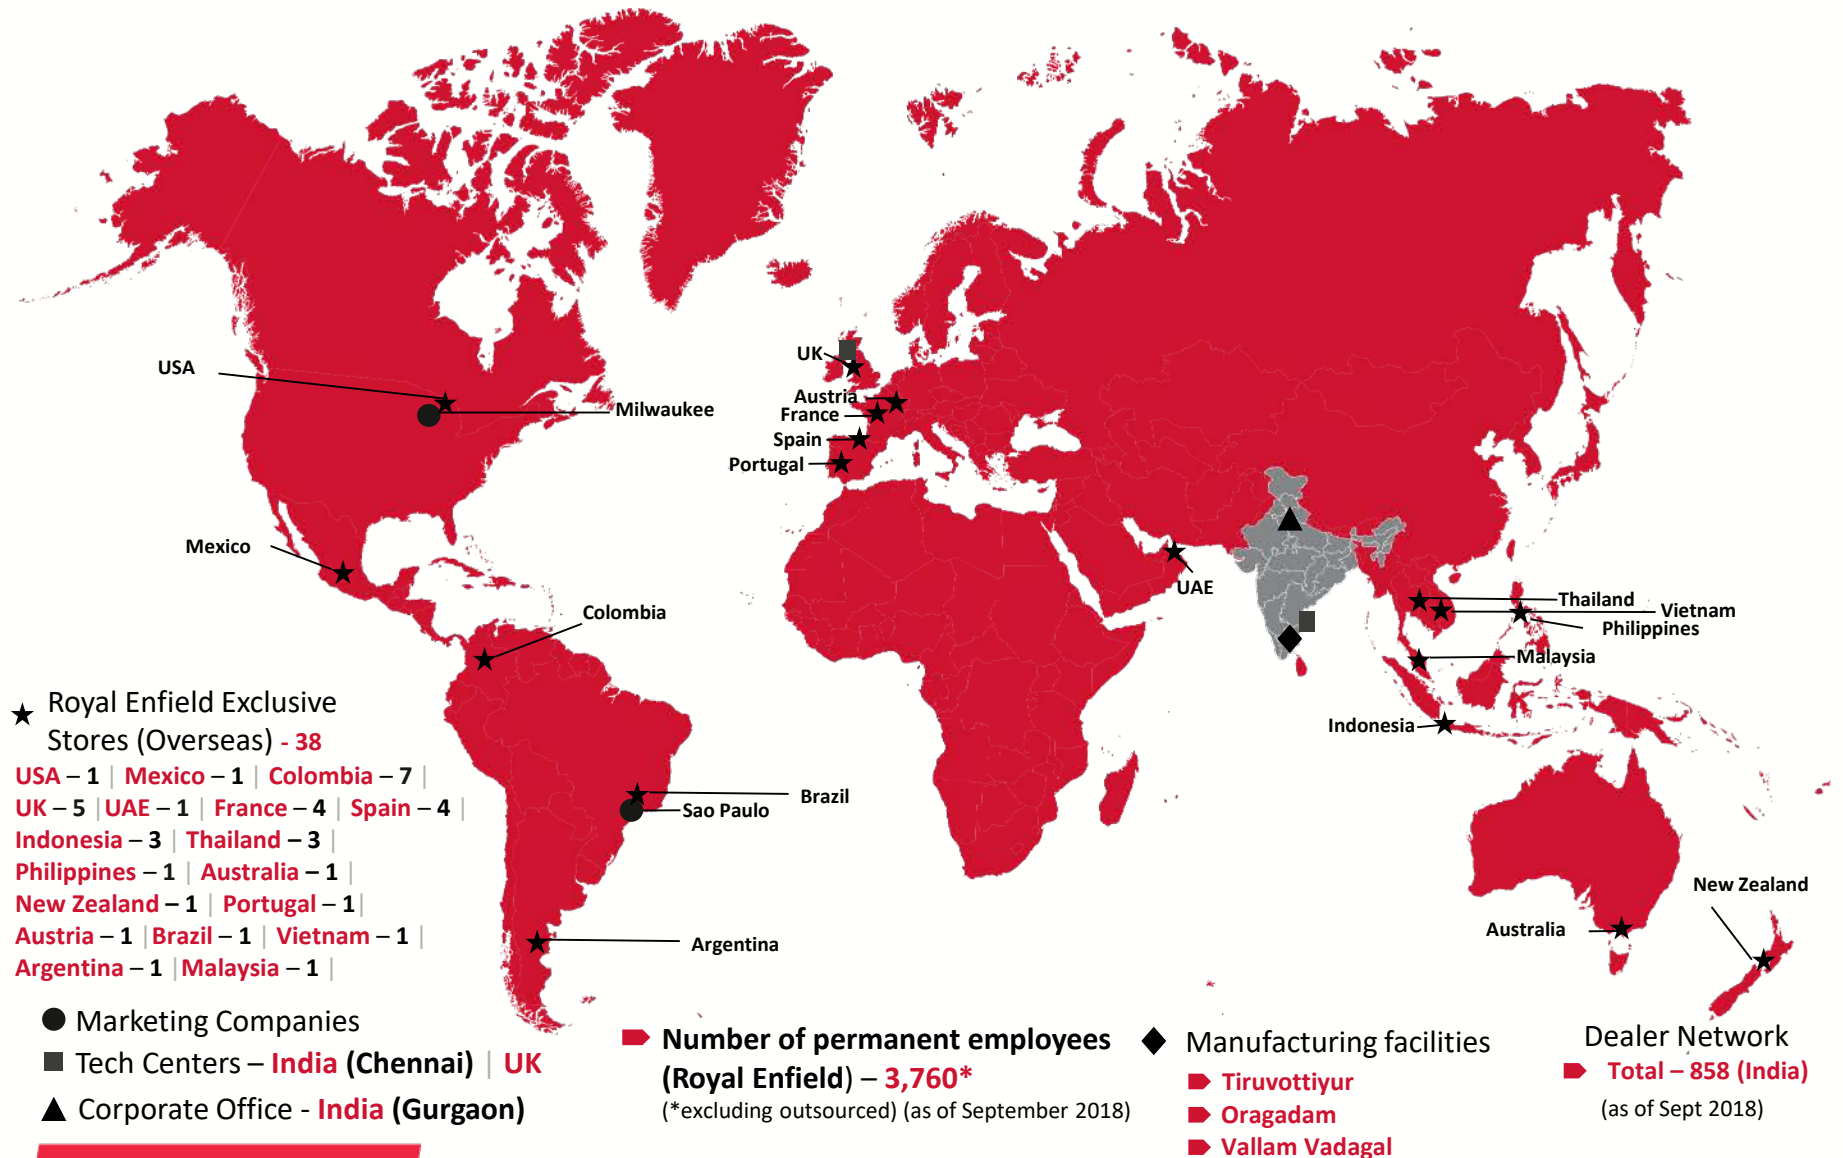 USA
Milwaukee
Mexico
Colombia
UK
Austria
France
Spain
Portugal
UAE
Thailand
Vietnam
Philippines
Malaysia
Indonesia
Brazil
Sao Paulo
Argentina
Australia
New Zealand
Royal Enfield Exclusive
Stores (Overseas) - 38
USA – 1 | Mexico – 1 | Colombia – 7 |
UK – 5 | UAE – 1 | France – 4 | Spain – 4 |
Indonesia – 3 | Thailand – 3 |
Philippines – 1 | Australia – 1 |
New Zealand – 1 | Portugal – 1 |
Austria – 1 | Brazil – 1 | Vietnam – 1 |
Argentina – 1 | Malaysia – 1 |
Marketing Companies
Tech Centers – India (Chennai) | UK
Corporate Office - India (Gurgaon)
Number of permanent employees
(Royal Enfield) – 3,760*
(*excluding outsourced) (as of September 2018)
Manufacturing facilities
Tiruvottiyur
Oragadam
Vallam Vadagal
Dealer Network
Total – 858 (India)
(as of Sept 2018)